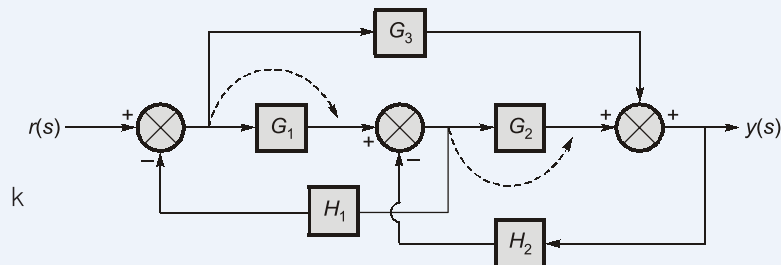 G3
+
r(s)
+
G1
+
G2
+
+
y(s)
–
–
k
H1
H2